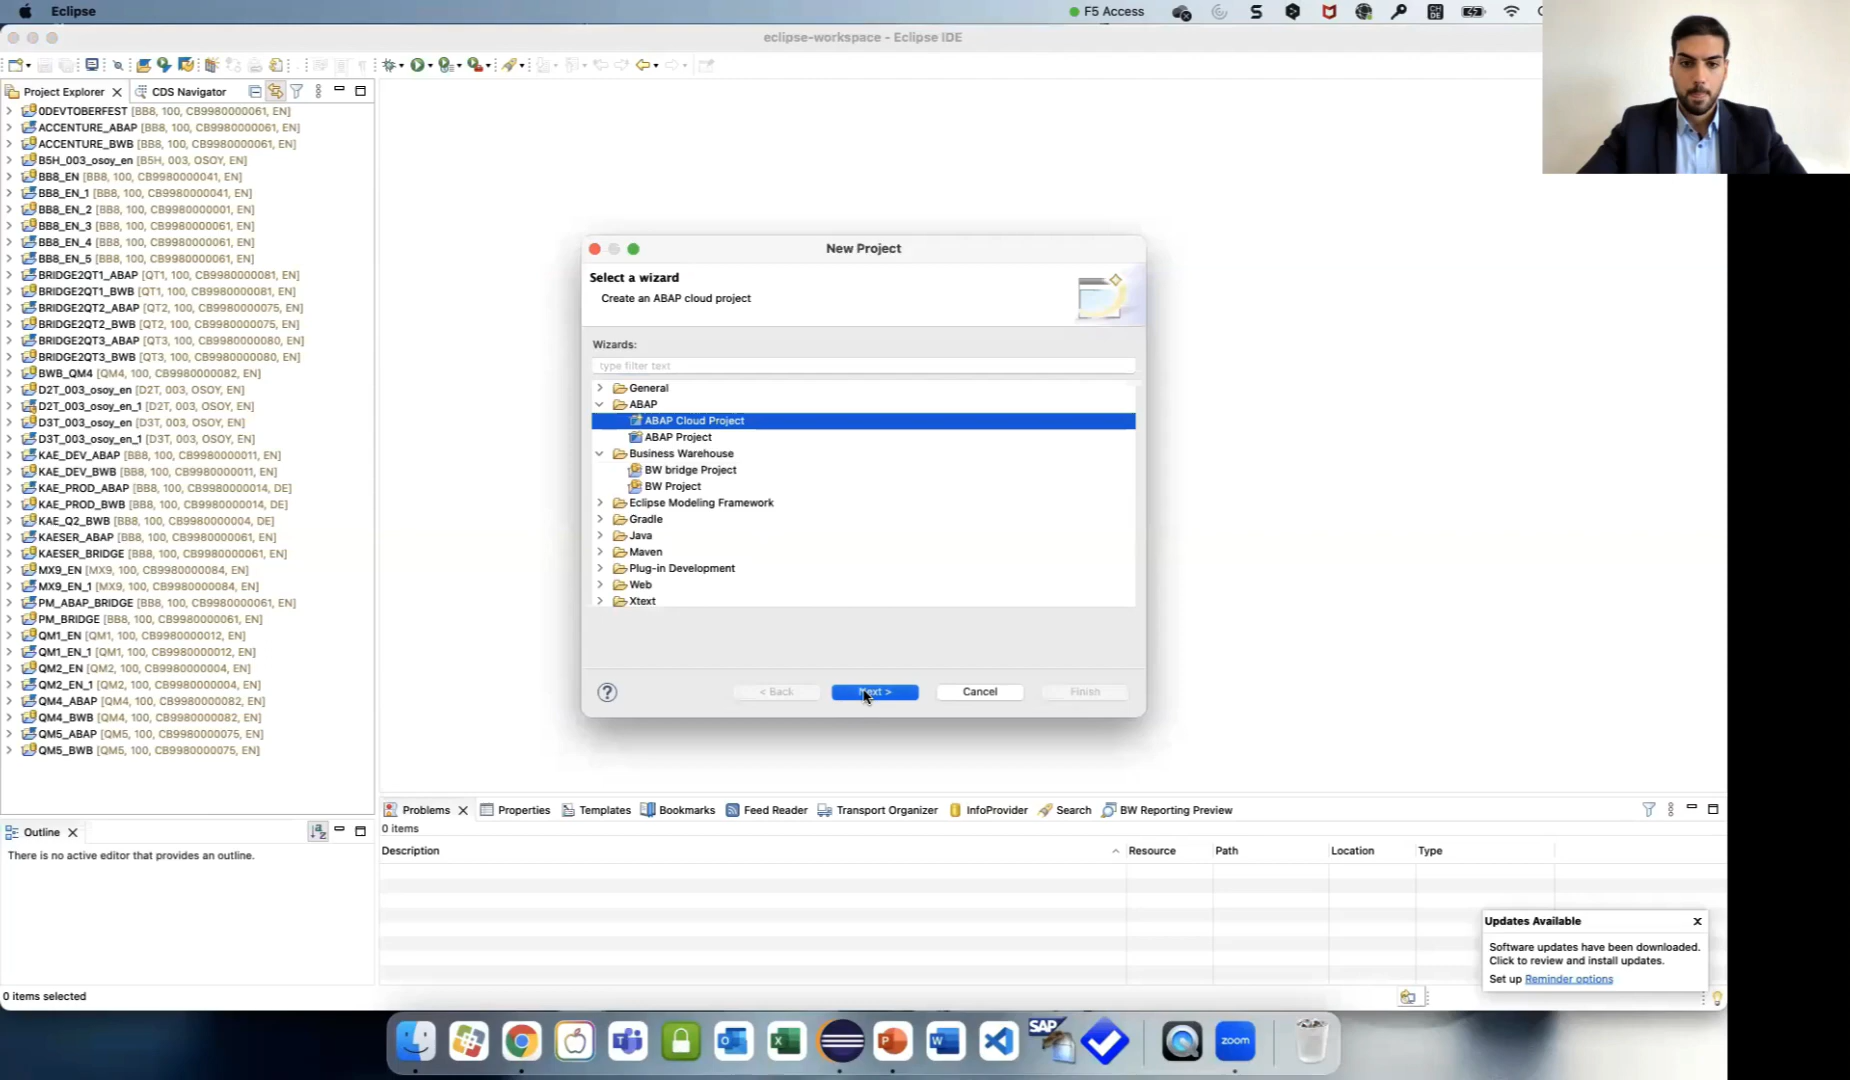 Eclipse
F5 Access
eclipse-workspace - Eclipse IDE
Project Explorer
CDS Navigator
0DEVTOBERFEST [BB8, 100, CB9980000061, EN]
ACCENTURE_ABAP [BB8, 100, CB9980000061, EN]
ACCENTURE_BWB [BB8, 100, CB9980000061, EN]
B5H_003_osoy_en [B5H, 003, OSOY, EN]
BB8_EN [BB8, 100, CB9980000041, EN]
BB8_EN_1 [BB8, 100, CB9980000041, EN]
BB8_EN_2 [BB8, 100, CB9980000001, EN]
BB8_EN_3 [BB8, 100, CB9980000061, EN]
BB8_EN_4 [BB8, 100, CB9980000061, EN]
BB8_EN_5 [BB8, 100, CB9980000061, EN]
BRIDGE2QT1_ABAP [QT1, 100, CB9980000081, EN]
BRIDGE2QT1_BWB [QT1, 100, CB9980000081, EN]
BRIDGE2QT2_ABAP [QT2, 100, CB9980000075, EN]
BRIDGE2QT2_BWB [QT2, 100, CB9980000075, EN]
BRIDGE2QT3_ABAP [QT3, 100, CB9980000080, EN]
BRIDGE2QT3_BWB [QT3, 100, CB9980000080, EN]
BWB_QM4 [QM4, 100, CB9980000082, EN]
D2T_003_osoy_en [D2T, 003, OSOY, EN]
D2T_003_osoy_en_1 [D2T, 003, OSOY, EN]
D3T_003_osoy_en [D3T, 003, OSOY, EN]
D3T_003_osoy_en_1 [D3T, 003, OSOY, EN]
KAE_DEV_ABAP [BB8, 100, CB9980000011, EN]
KAE_DEV_BWB [BB8, 100, CB9980000011, EN]
KAE_PROD_ABAP [BB8, 100, CB9980000014, DE]
KAE_PROD_BWB [BB8, 100, CB9980000014, DE]
KAE_Q2_BWB [BB8, 100, CB9980000004, DE]
KAESER_ABAP [BB8, 100, CB9980000061, EN]
KAESER_BRIDGE [BB8, 100, CB9980000061, EN]
MX9_EN [MX9, 100, CB9980000084, EN]
MX9_EN_1 [MX9, 100, CB9980000084, EN]
PM_ABAP_BRIDGE [BB8, 100, CB9980000061, EN]
PM_BRIDGE [BB8, 100, CB9980000061, EN]
QM1_EN [QM1, 100, CB9980000012, EN]
QM1_EN_1 [QM1, 100, CB9980000012, EN]
QM2_EN [QM2, 100, CB9980000004, EN]
QM2_EN_1 [QM2, 100, CB9980000004, EN]
QM4_ABAP [QM4, 100, CB9980000082, EN]
QM4_BWB [QM4, 100, CB9980000082, EN]
QM5_ABAP [QM5, 100, CB9980000075, EN]
QM5_BWB [QM5, 100, CB9980000075, EN]
Outline
There is no active editor that provides an outline.
0 items selected
New Project
Select a wizard
Create an ABAP cloud project
Wizards:
type filter text
General
ABAP
ABAP Cloud Project
ABAP Project
Business Warehouse
BW bridge Project
BW Project
Eclipse Modeling Framework
Gradle
Java
Maven
Plug-in Development
Web
Xtext
?
< Back
Next >
Cancel
Finish
Problems
Properties
Templates
Bookmarks
Feed Reader
Transport Organizer
InfoProvider
Search
BW Reporting Preview
0 items
Description
Resource
Path
Location
Type
Updates Available
X
Software updates have been downloaded.
Click to review and install updates.
Set up Reminder options
SAP
zoom